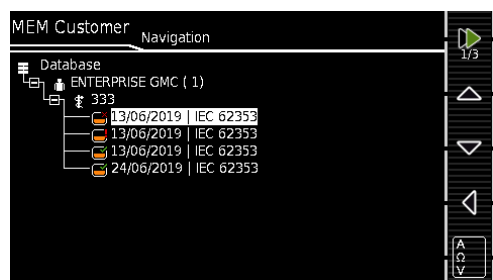 MEM Customer
Navigation
1/3
Database
ENTERPRISE GMC ( 1)
333
13/06/2019 | IEC 62353
13/06/2019 | IEC 62353
13/06/2019 | IEC 62353
24/06/2019 | IEC 62353
A
Ω
V